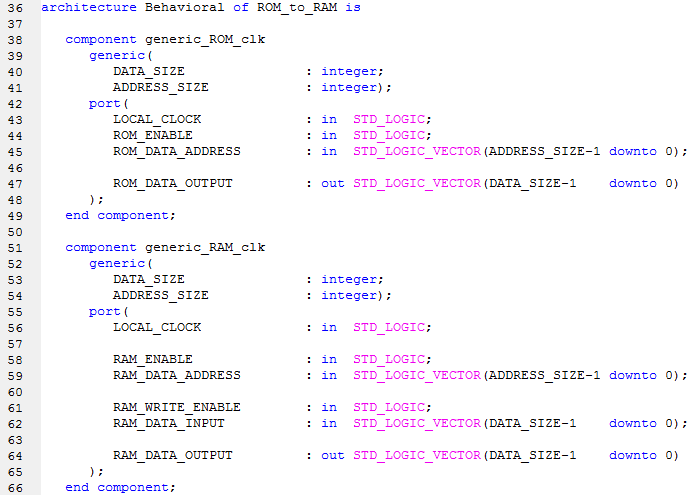 36 architecture Behavioral of ROM_to_RAM is
37
38    component generic_ROM_clk
39       generic(
40          DATA_SIZE               : integer;
41          ADDRESS_SIZE            : integer);
42       port(
43          LOCAL_CLOCK             : in  STD_LOGIC;
44          ROM_ENABLE              : in  STD_LOGIC;
45          ROM_DATA_ADDRESS        : in  STD_LOGIC_VECTOR(ADDRESS_SIZE-1 downto 0);
46
47          ROM_DATA_OUTPUT         : out STD_LOGIC_VECTOR(DATA_SIZE-1    downto 0)
48       );
49    end component;
50
51    component generic_RAM_clk
52       generic(
53          DATA_SIZE               : integer;
54          ADDRESS_SIZE            : integer);
55       port(
56          LOCAL_CLOCK             : in  STD_LOGIC;
57
58          RAM_ENABLE              : in  STD_LOGIC;
59          RAM_DATA_ADDRESS        : in  STD_LOGIC_VECTOR(ADDRESS_SIZE-1 downto 0);
60
61          RAM_WRITE_ENABLE        : in  STD_LOGIC;
62          RAM_DATA_INPUT          : in  STD_LOGIC_VECTOR(DATA_SIZE-1    downto 0);
63
64          RAM_DATA_OUTPUT         : out STD_LOGIC_VECTOR(DATA_SIZE-1    downto 0)
65       );
66    end component;